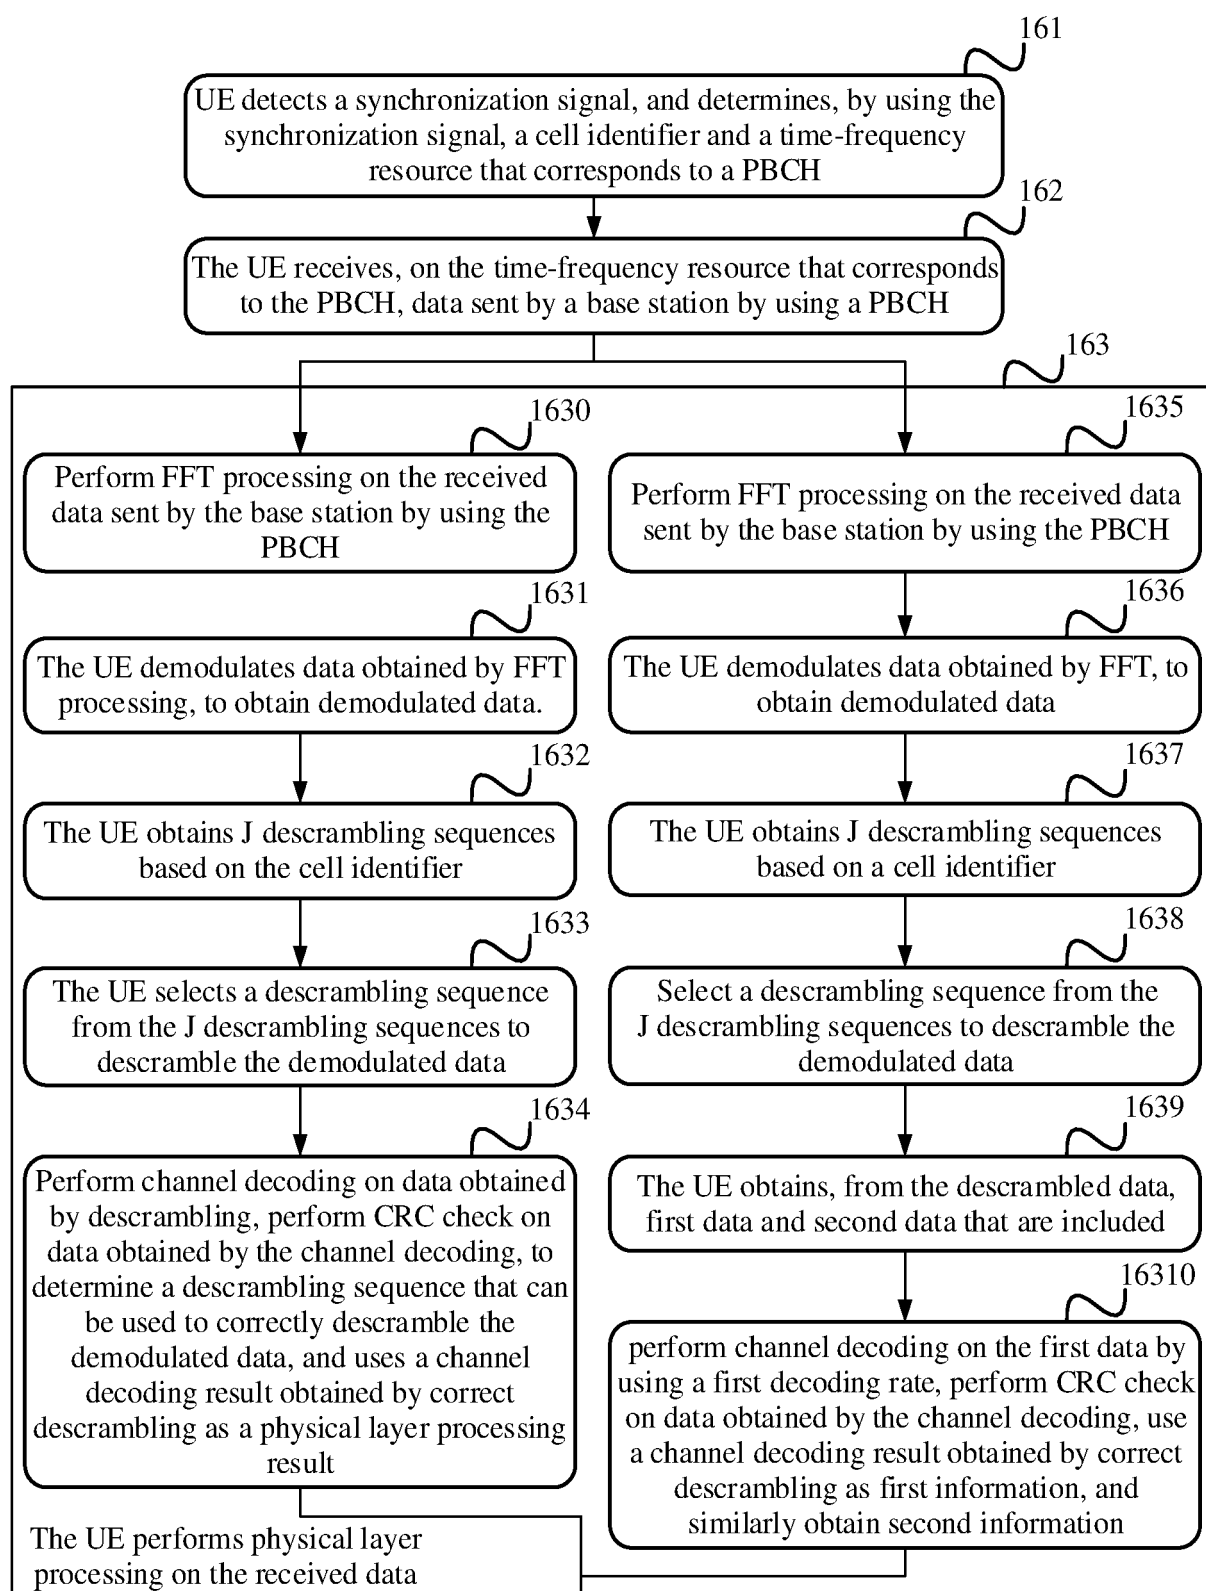 161
UE detects a synchronization signal, and determines, by using the
synchronization signal, a cell identifier and a time-frequency
resource that corresponds to a PBCH
162
The UE receives, on the time-frequency resource that corresponds
to the PBCH, data sent by a base station by using a PBCH
163
1630
Perform FFT processing on the received
data sent by the base station by using the
PBCH
1631
The UE demodulates data obtained by FFT
processing, to obtain demodulated data.
1632
The UE obtains J descrambling sequences
based on the cell identifier
1633
The UE selects a descrambling sequence
from the J descrambling sequences to
descramble the demodulated data
1634
Perform channel decoding on data obtained
by descrambling, perform CRC check on
data obtained by the channel decoding, to
determine a descrambling sequence that can
be used to correctly descramble the
demodulated data, and uses a channel
decoding result obtained by correct
descrambling as a physical layer processing
result
1635
Perform FFT processing on the received data
sent by the base station by using the PBCH
1636
The UE demodulates data obtained by FFT, to
obtain demodulated data
1637
The UE obtains J descrambling sequences
based on a cell identifier
1638
Select a descrambling sequence from the
J descrambling sequences to descramble the
demodulated data
1639
The UE obtains, from the descrambled data,
first data and second data that are included
16310
perform channel decoding on the first data by
using a first decoding rate, perform CRC check
on data obtained by the channel decoding, use
a channel decoding result obtained by correct
descrambling as first information, and
similarly obtain second information
The UE performs physical layer
processing on the received data